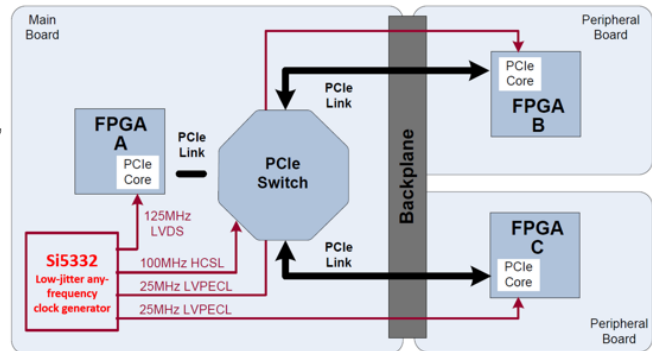 Main
Board
Peripheral
Board
PCIe
Core
FPGA
B
PCIe
Link
FPGA
A
PCIe
Core
PCIe
Link
PCIe
Switch
Backplane
125MHz
LVDS
Si5332
Low-jitter any-
frequency
clock generator
100MHz HCSL
25MHz LVPECL
25MHz LVPECL
PCIe
Link
FPGA
C
PCIe
Core
Peripheral
Board